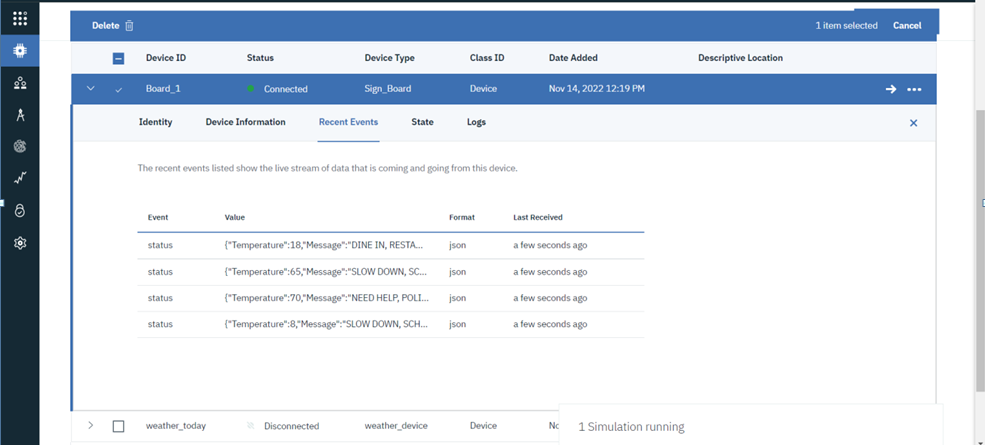 Delete 1 item selected Cancel
Device ID Status Device Type Class ID Date Added Descriptive Location
Board_1 Connected Sign_Board Device Nov 14, 2022 12:19 PM
Identity Device Information Recent Events State Logs
The recent events listed show the live stream of data that is coming and going from this device.
Event Value Format Last Received
status {"Temperature":18,"Message":"DINE IN, RESTA... json a few seconds ago
status {"Temperature":65,"Message":"SLOW DOWN, SC... json a few seconds ago
status {"Temperature":70,"Message":"NEED HELP, POLI... json a few seconds ago
status {"Temperature":8,"Message":"SLOW DOWN, SCH... json a few seconds ago
weather_today Disconnected weather_device Device
1 Simulation running